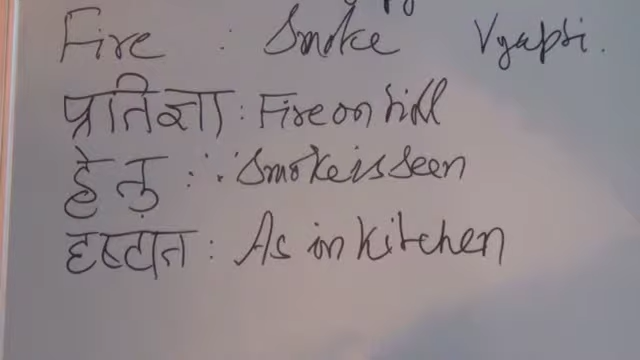 Fire : Smoke Vyapti.
प्रतिज्ञा : Fire on hill
हेतु : ∵ Smoke is seen
दृष्टान्त : As in kitchen